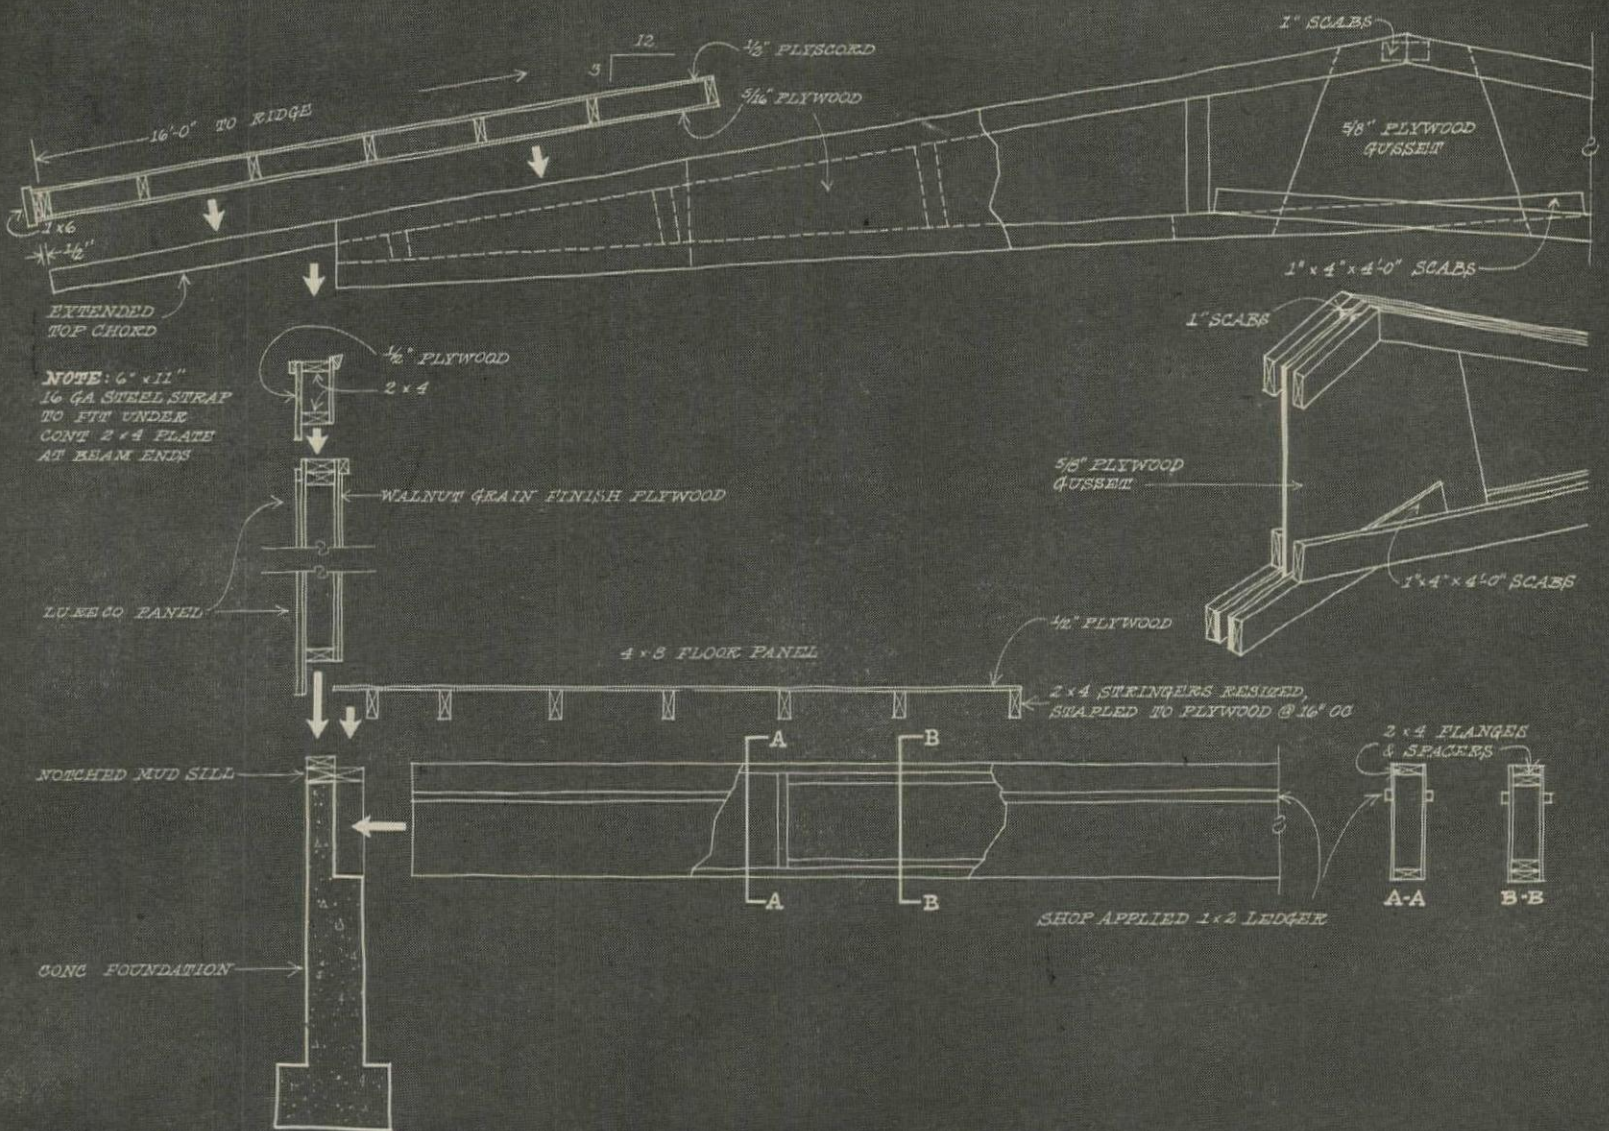 1" SCABS
12
3
1/2" PLYSCORD
5/16" PLYWOOD
16'-0" TO RIDGE
5/8" PLYWOOD
GUSSET
1 x 6
1/2"
1" x 4" x 4'-0" SCABS
EXTENDED
TOP CHORD
1" SCABS
1/2" PLYWOOD
2 x 4
NOTE: 6" x 11"
16 GA STEEL STRAP
TO FIT UNDER
CONT 2 x 4 PLATE
AT BEAM ENDS
5/8" PLYWOOD
GUSSET
WALNUT GRAIN FINISH PLYWOOD
1" x 4" x 4'-0" SCABS
LURECO PANEL
1/2" PLYWOOD
4 x 8 FLOOR PANEL
2 x 4 STRINGERS RESIZED,
STAPLED TO PLYWOOD @ 16" OC
A
B
2 x 4 FLANGES
& SPACERS
NOTCHED MUD SILL
A
B
A-A
B-B
SHOP APPLIED 1 x 2 LEDGER
CONC FOUNDATION